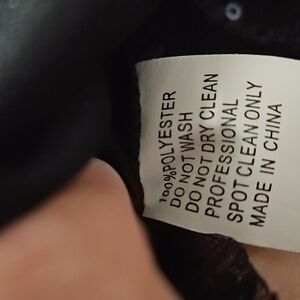 100%POLYESTER
DO NOT WASH
DO NOT DRY CLEAN
PROFESSIONAL
SPOT CLEAN ONLY
MADE IN CHINA